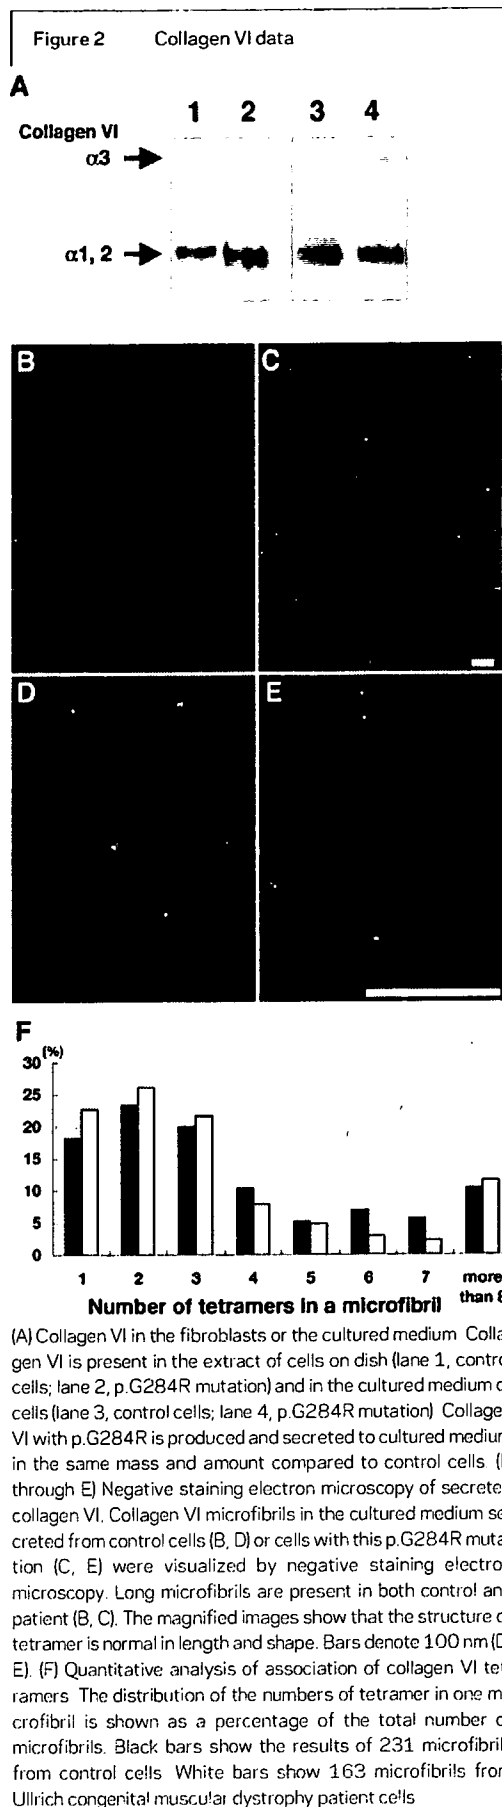 Figure 2 Collagen VI data
A
1 2 3 4
Collagen VI
α3
α1, 2
B
C
D
E
F
(%)
30
25
20
15
10
5
0
1 2 3 4 5 6 7 more
than 8
Number of tetramers in a microfibril
(A) Collagen VI in the fibroblasts or the cultured medium Colla
gen VI is present in the extract of cells on dish (lane 1, contro
cells; lane 2, p.G284R mutation) and in the cultured medium o
cells (lane 3, control cells; lane 4, p.G284R mutation) Collage
VI with p.G284R is produced and secreted to cultured medium
in the same mass and amount compared to control cells (
through E) Negative staining electron microscopy of secrete
collagen VI. Collagen VI microfibrils in the cultured medium se
creted from control cells (B, D) or cells with this p.G284R muta
tion (C, E) were visualized by negative staining electro
microscopy. Long microfibrils are present in both control an
patient (B, C). The magnified images show that the structure o
tetramer is normal in length and shape. Bars denote 100 nm (D
E). (F) Quantitative analysis of association of collagen VI tet
ramers The distribution of the numbers of tetramer in one mi
crofibril is shown as a percentage of the total number o
microfibrils. Black bars show the results of 231 microfibril
from control cells White bars show 163 microfibrils from
Ullrich congenital muscular dystrophy patient cells